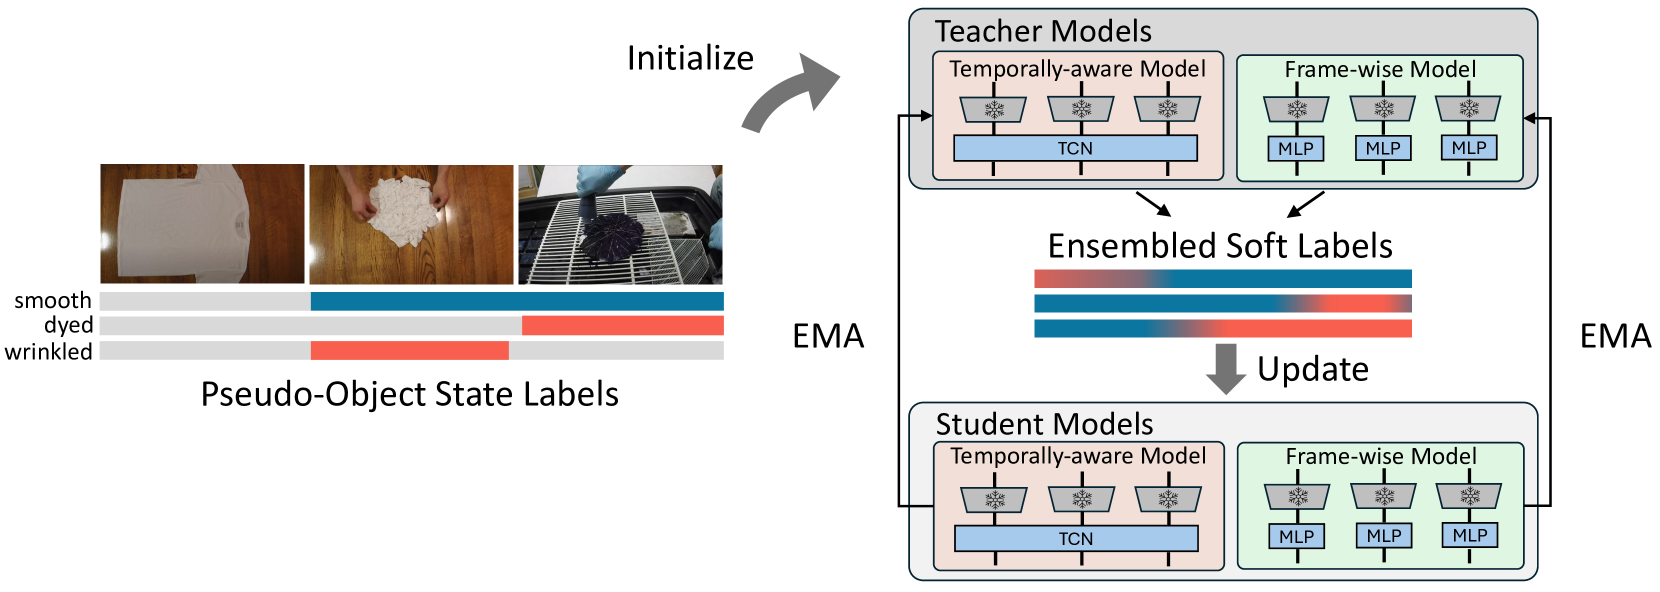 Initialize
smooth
dyed
wrinkled
Pseudo-Object State Labels
Teacher Models
Temporally-aware Model
TCN
Frame-wise Model
MLP MLP MLP
Ensembled Soft Labels
EMA
EMA
Update
Student Models
Temporally-aware Model
TCN
Frame-wise Model
MLP MLP MLP